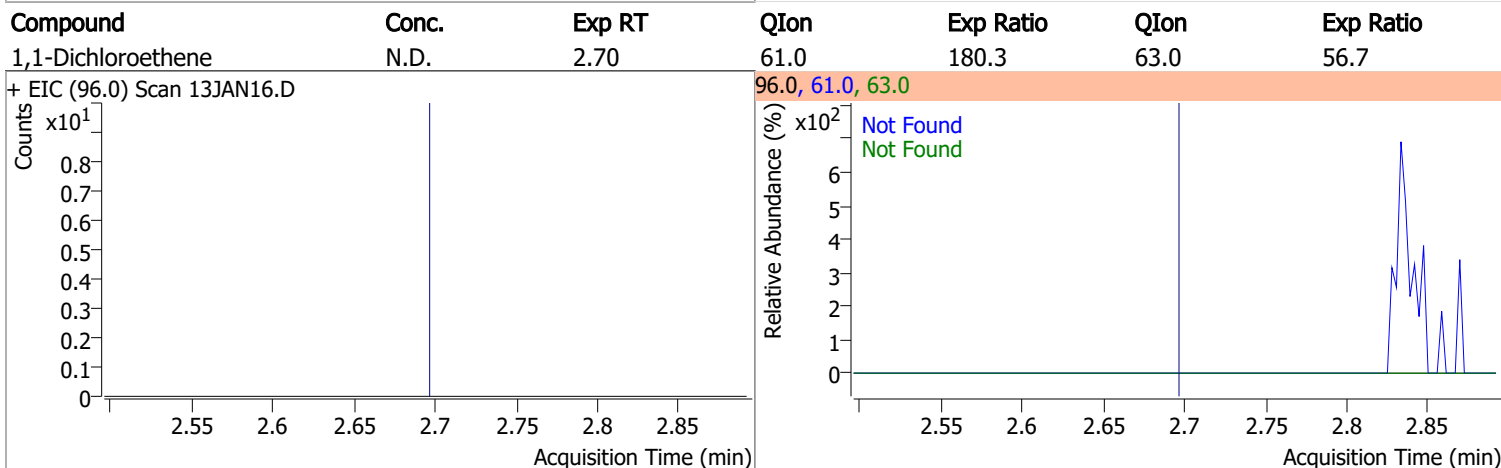 Compound Conc. Exp RT QIon Exp Ratio QIon Exp Ratio
1,1-Dichloroethene N.D. 2.70 61.0 180.3 63.0 56.7
+ EIC (96.0) Scan 13JAN16.D
Counts
x10¹
0.8
0.7
0.6
0.5
0.4
0.3
0.2
0.1
0
2.55 2.6 2.65 2.7 2.75 2.8 2.85
Acquisition Time (min)
96.0, 61.0, 63.0
Relative Abundance (%)
x10²
Not Found
Not Found
6
5
4
3
2
1
0
2.55 2.6 2.65 2.7 2.75 2.8 2.85
Acquisition Time (min)